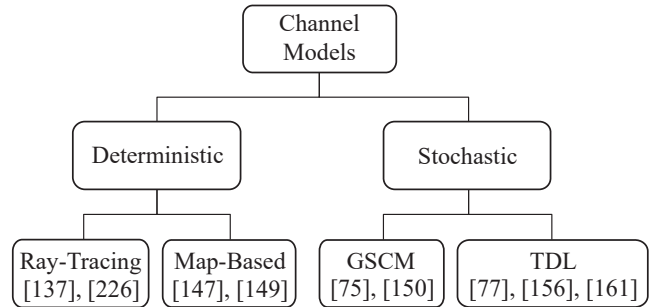 Channel
Models
Deterministic
Stochastic
Ray-Tracing
[137], [226]
Map-Based
[147], [149]
GSCM
[75], [150]
TDL
[77], [156], [161]